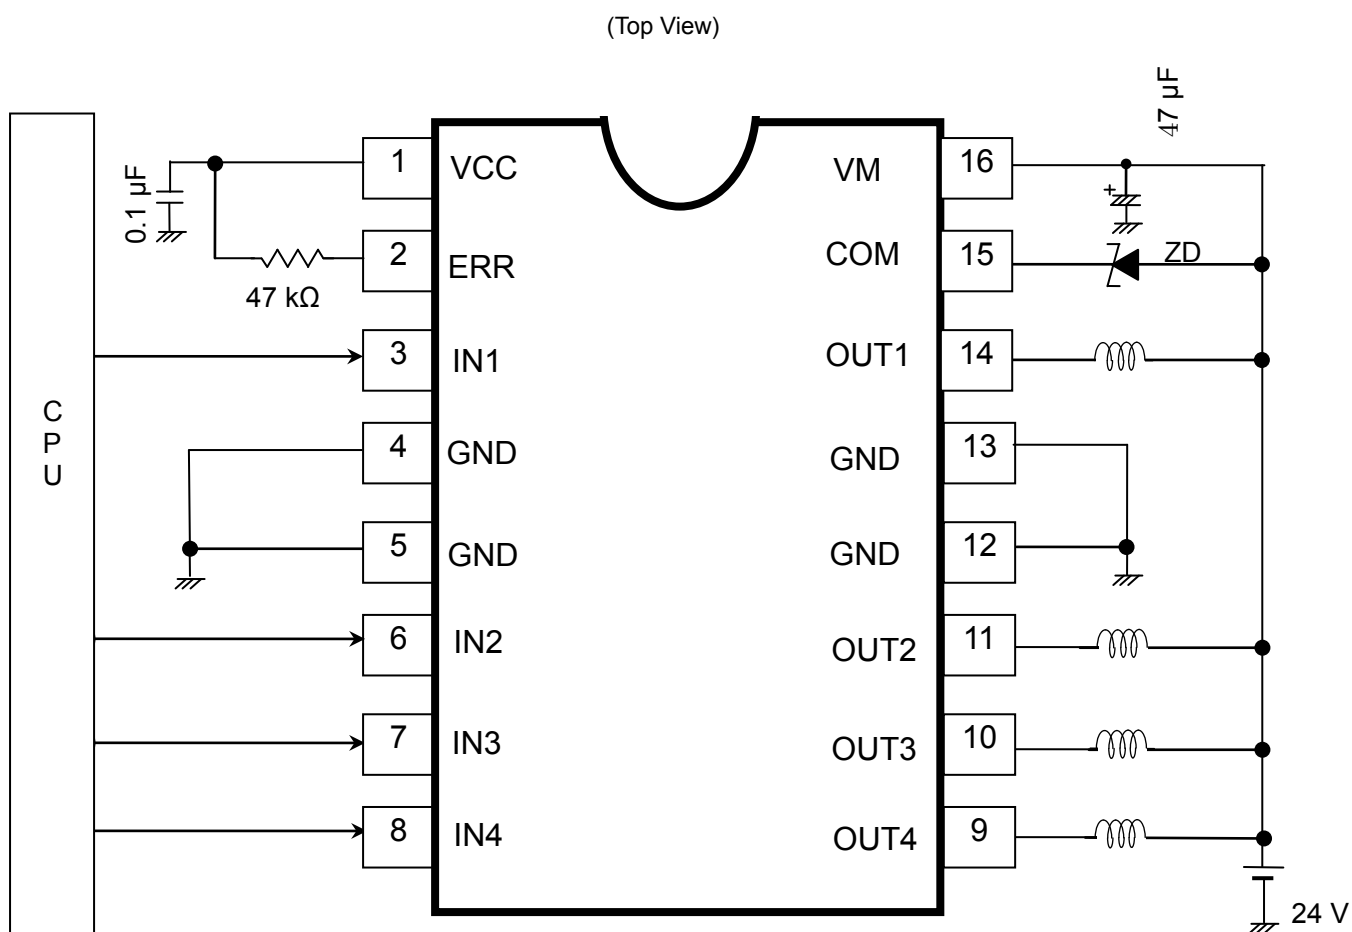 (Top View)
47 µF
0.1 µF
1
VCC
VM
16
2
ERR
COM
15
ZD
47 kΩ
3
IN1
OUT1
14
C
P
U
4
GND
GND
13
5
GND
GND
12
6
IN2
OUT2
11
7
IN3
OUT3
10
8
IN4
OUT4
9
24 V
+